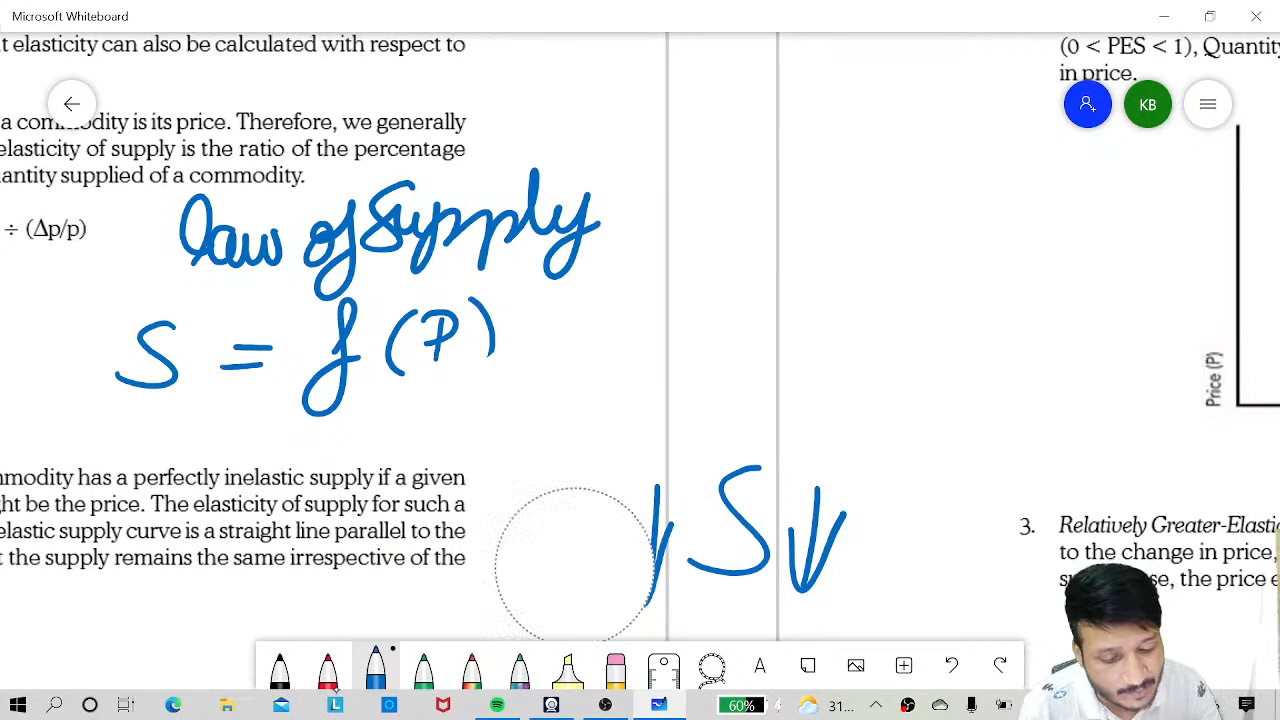 Microsoft Whiteboard
t elasticity can also be calculated with respect to
a commodity is its price. Therefore, we generally
elasticity of supply is the ratio of the percentage
antity supplied of a commodity.
÷ (Δp/p)
law of Supply
S = f (P)
mmodity has a perfectly inelastic supply if a given
ght be the price. The elasticity of supply for such a
elastic supply curve is a straight line parallel to the
t the supply remains the same irrespective of the
S
(0 < PES < 1), Quantity
in price.
KB
Price (P)
3. Relatively Greater-Elasti
to the change in price,
se, the price e
A
60%
31...